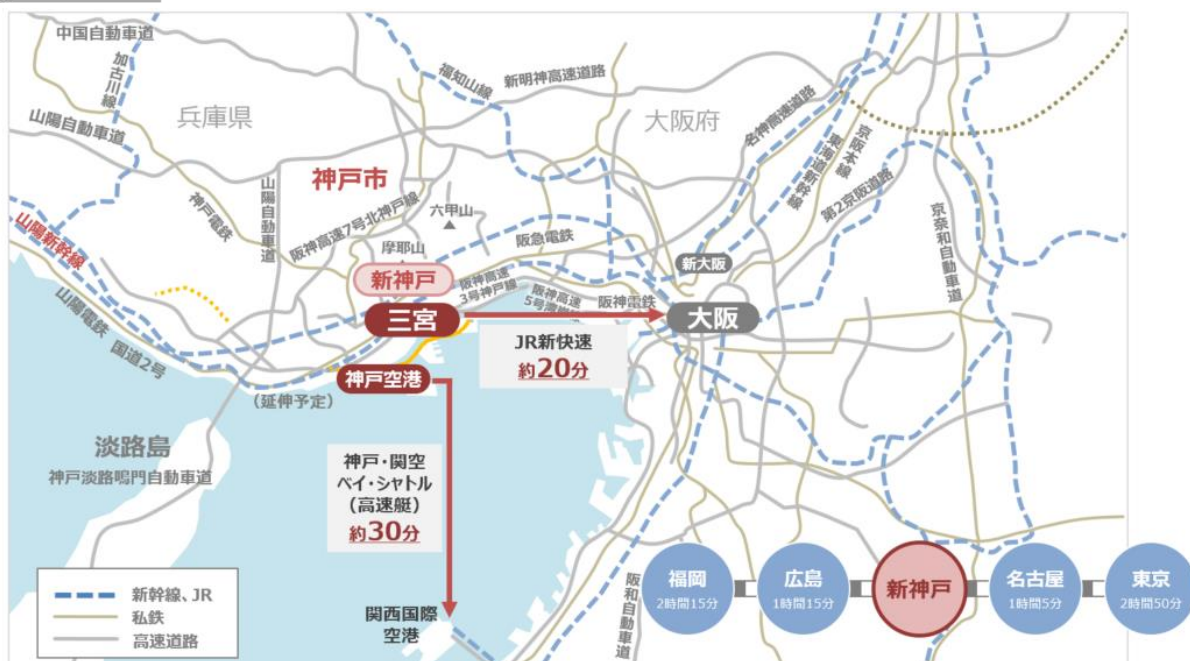 中国自動車道
加古川線
福知山線
新明神高速道路
兵庫県
大阪府
名神高速道路
京阪本線
東海道新幹線
山陽自動車道
神戸市
山陽自動車道
神戸電鉄
阪神高速7号北神戸線
六甲山
第2京阪道路
京奈和自動車道
摩耶山
阪急電鉄
山陽新幹線
新神戸
阪神高速
3号神戸線
新大阪
阪神高速
阪神電鉄
三宮
大阪
山陽電鉄
国道2号
JR新快速
約20分
神戸空港
(延伸予定)
淡路島
神戸淡路鳴門自動車道
神戸・関空
ベイ・シャトル
(高速艇)
約30分
新幹線、JR
私鉄
高速道路
関西国際
空港
阪和自動車道
福岡
2時間15分
広島
1時間15分
新神戸
名古屋
1時間5分
東京
2時間50分